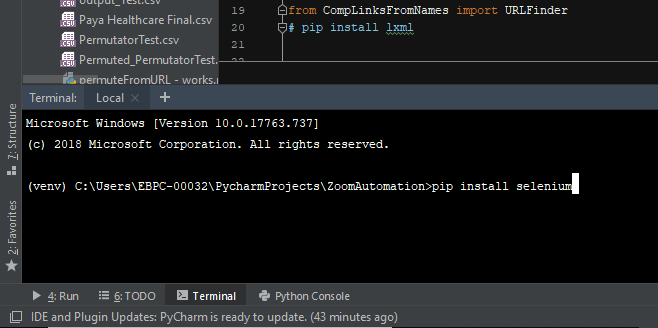 output_Test.csv
Paya Healthcare Final.csv
PermutatorTest.csv
Permuted_PermutatorTest.
permuteFromURL - works.
19 from CompLinksFromNames import URLFinder
20 # pip install lxml
21
22
Terminal: Local × +
Microsoft Windows [Version 10.0.17763.737]
(c) 2018 Microsoft Corporation. All rights reserved.
(venv) C:\Users\EBPC-00032\PycharmProjects\ZoomAutomation>pip install selenium
7: Structure
2: Favorites
4: Run 6: TODO Terminal Python Console
IDE and Plugin Updates: PyCharm is ready to update. (43 minutes ago)